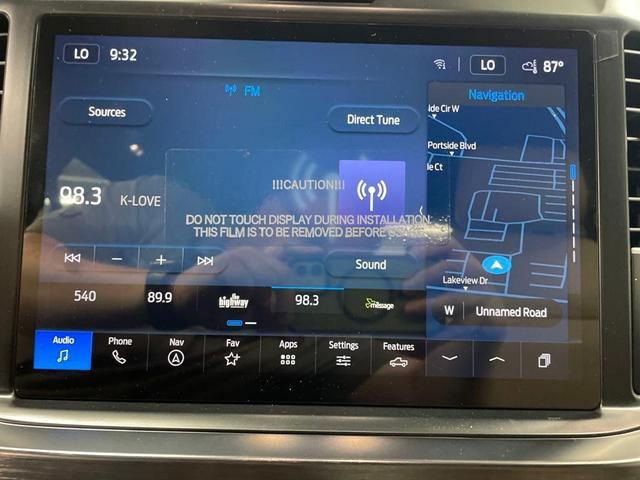 LO 9:32 LO 87°
FM
Navigation
Sources
Direct Tune
ide Cir W
Portside Blvd
de Ct
98.3 K-LOVE
!!!CAUTION!!!
DO NOT TOUCH DISPLAY DURING INSTALLATION.
THIS FILM IS TO BE REMOVED BEFORE
Sound
Lakeview Dr
540 89.9 the highway 98.3 message
W Unnamed Road
Audio Phone Nav Fav Apps Settings Features